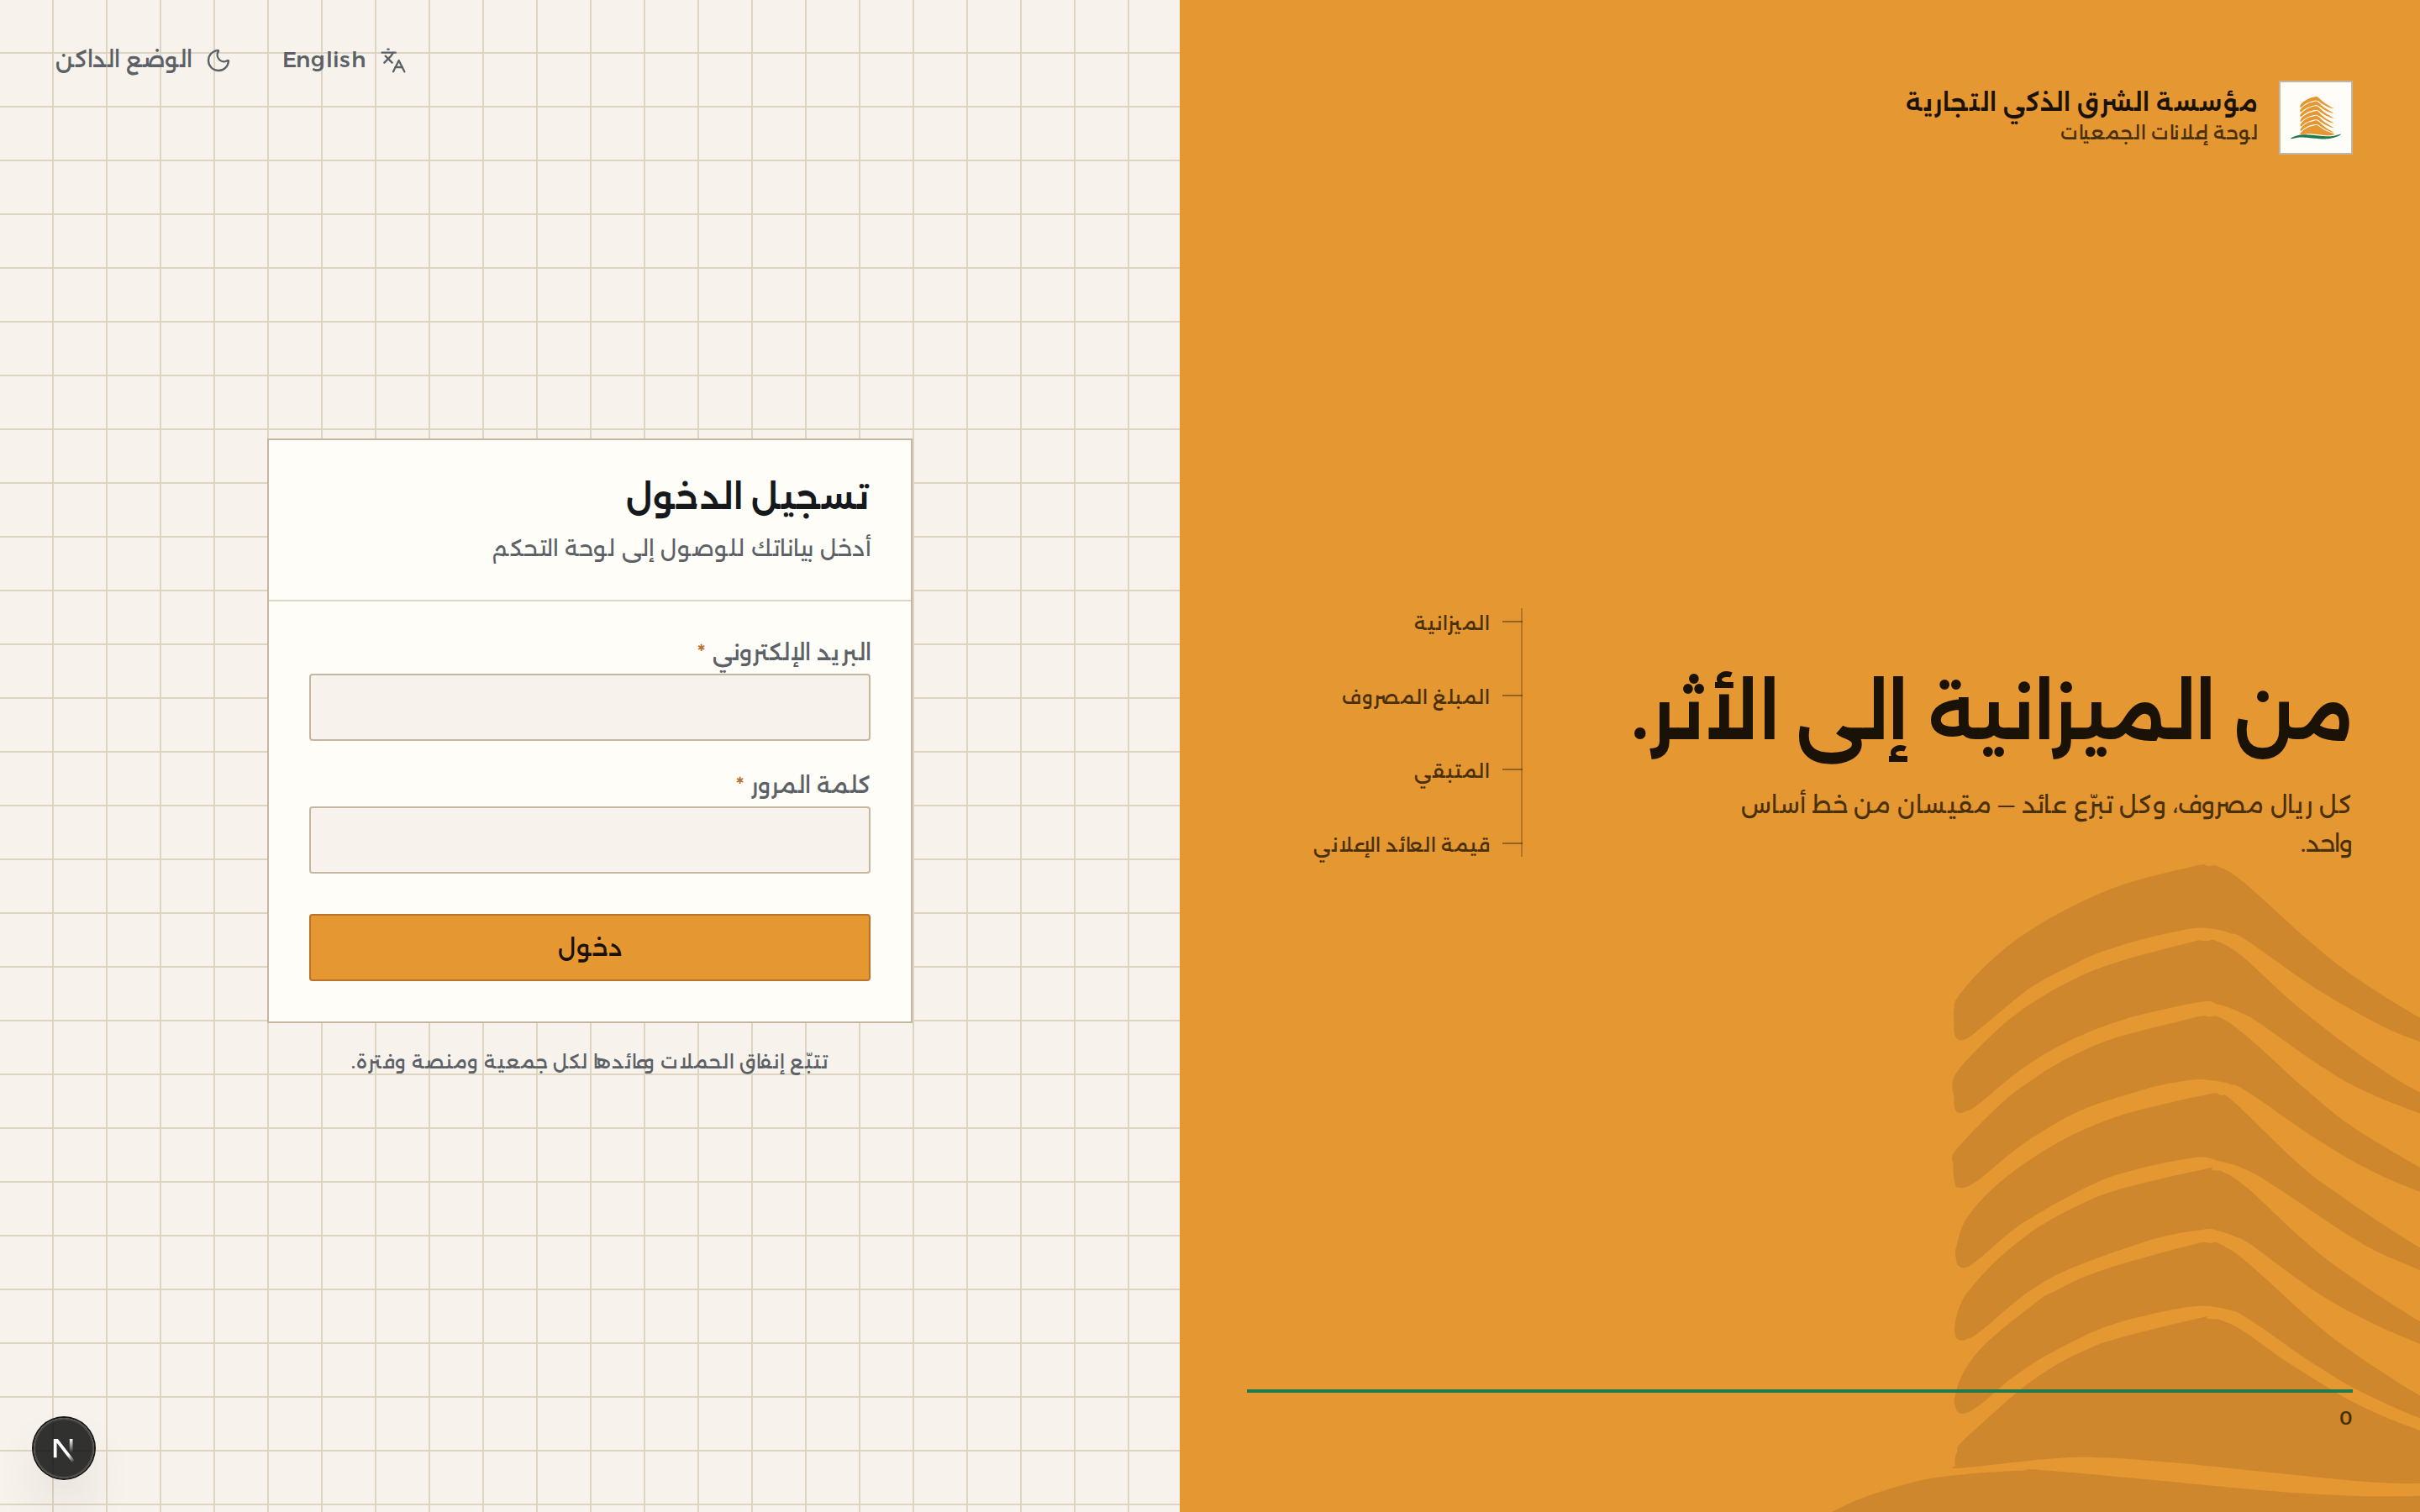 مؤسسة الشرق الذكي التجارية
لوحة إعلانات الجمعيات
من الميزانية إلى الأثر.
كل ريال مصروف، وكل تبرّع عائد — مقيسان من خط أساس
واحد.
الميزانية
المبلغ المصروف
المتبقي
قيمة العائد الإعلاني
0
English
الوضع الداكن
تسجيل الدخول
أدخل بياناتك للوصول إلى لوحة التحكم
البريد الإلكتروني *
كلمة المرور *
دخول
تتبّع إنفاق الحملات وعائدها لكل جمعية ومنصة وفترة.
N